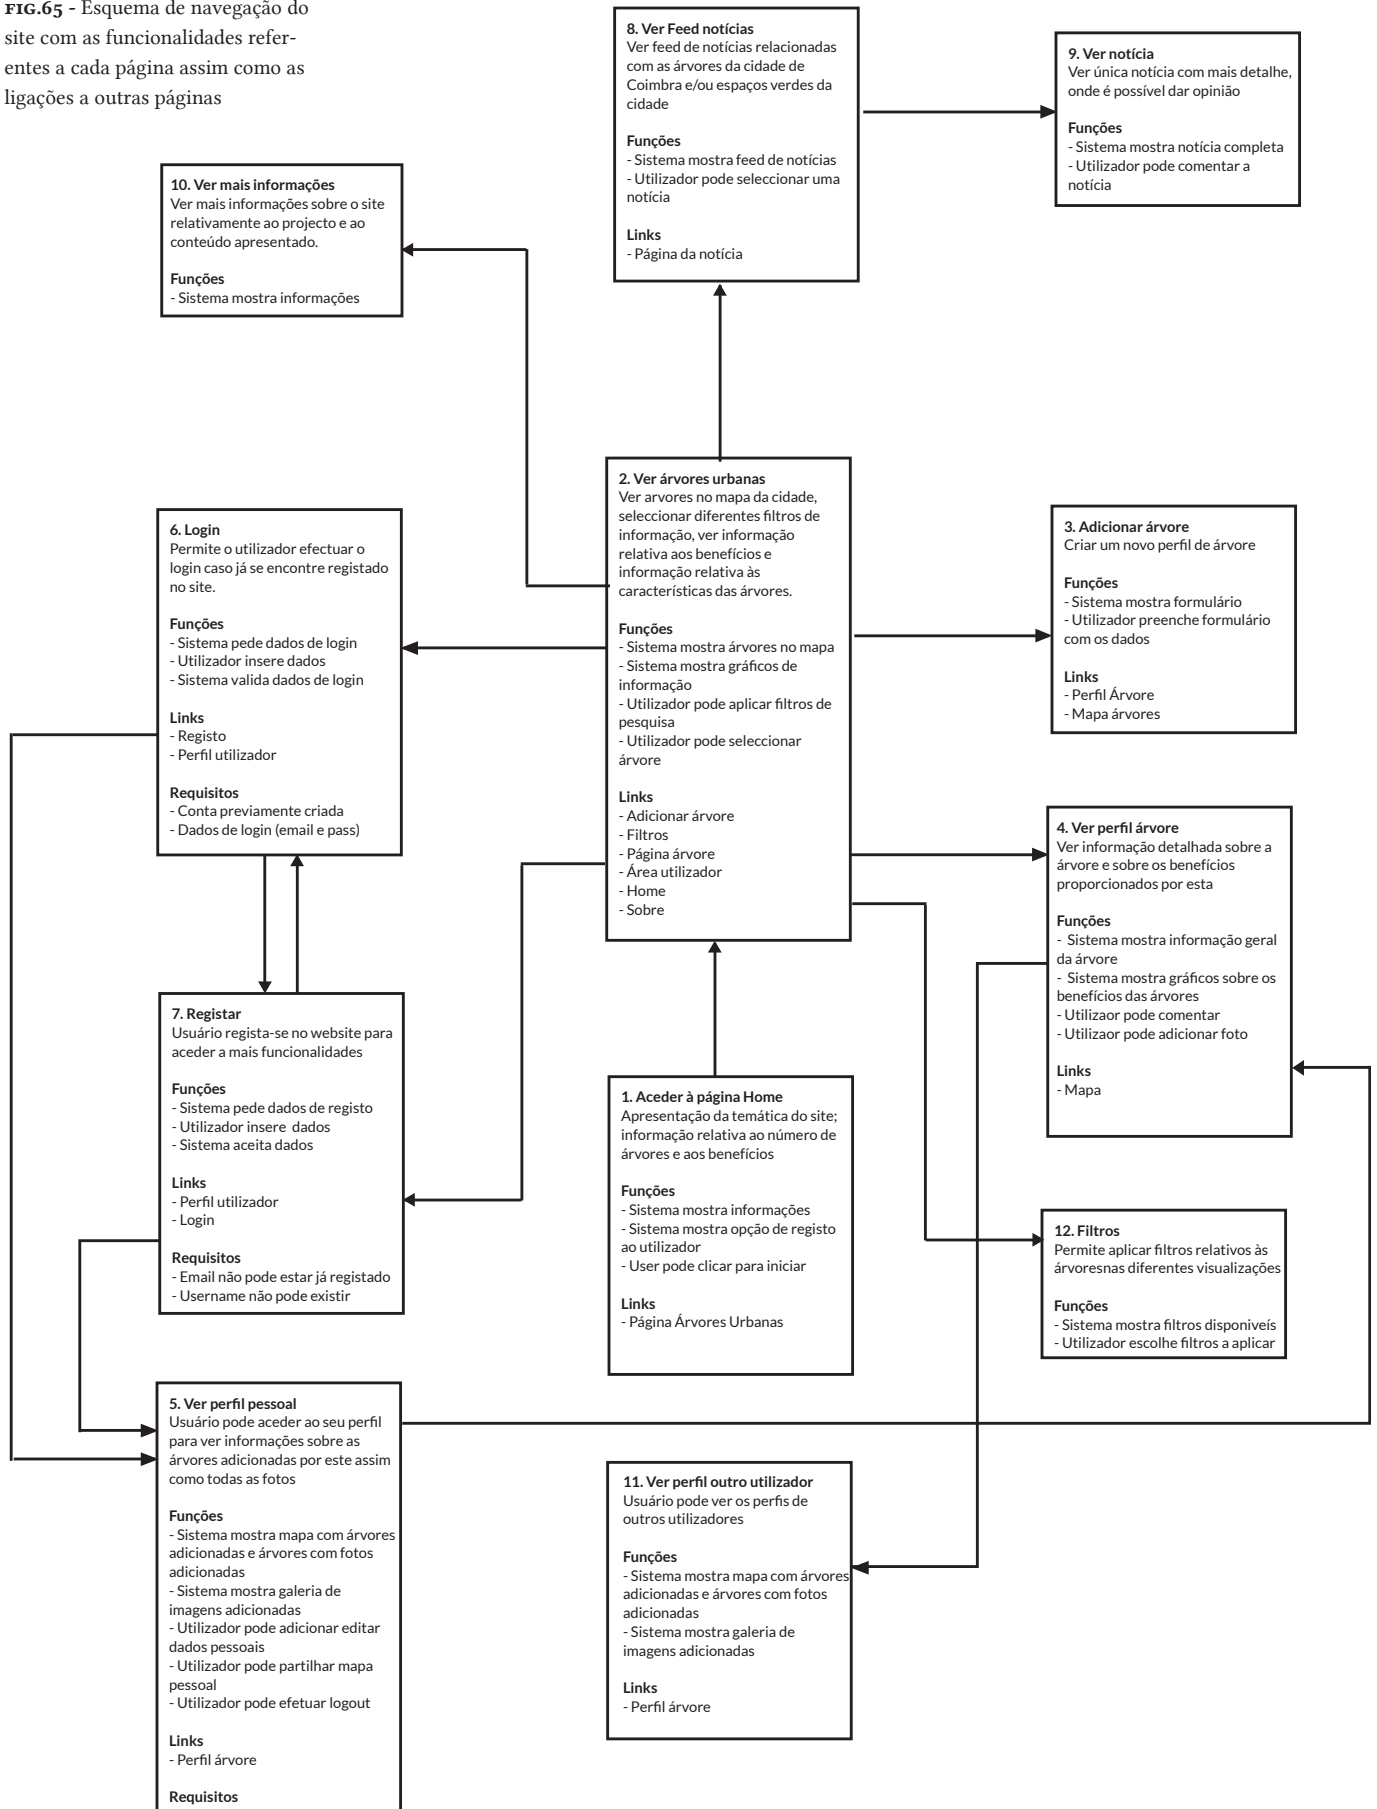 FIG.65 - Esquema de navegação do
site com as funcionalidades refer-
entes a cada página assim como as
ligações a outras páginas
8. Ver Feed notícias
Ver feed de notícias relacionadas
com as árvores da cidade de
Coimbra e/ou espaços verdes da
cidade
Funções
- Sistema mostra feed de notícias
- Utilizador pode seleccionar uma
notícia
Links
- Página da notícia
9. Ver notícia
Ver única notícia com mais detalhe,
onde é possível dar opinião
Funções
- Sistema mostra notícia completa
- Utilizador pode comentar a
notícia
10. Ver mais informações
Ver mais informações sobre o site
relativamente ao projecto e ao
conteúdo apresentado.
Funções
- Sistema mostra informações
2. Ver árvores urbanas
Ver arvores no mapa da cidade,
seleccionar diferentes filtros de
informação, ver informação
relativa aos benefícios e
informação relativa às
características das árvores.
Funções
- Sistema mostra árvores no mapa
- Sistema mostra gráficos de
informação
- Utilizador pode aplicar filtros de
pesquisa
- Utilizador pode seleccionar
árvore
Links
- Adicionar árvore
- Filtros
- Página árvore
- Área utilizador
- Home
- Sobre
6. Login
Permite o utilizador efectuar o
login caso já se encontre registado
no site.
Funções
- Sistema pede dados de login
- Utilizador insere dados
- Sistema valida dados de login
Links
- Registo
- Perfil utilizador
Requisitos
- Conta previamente criada
- Dados de login (email e pass)
3. Adicionar árvore
Criar um novo perfil de árvore
Funções
- Sistema mostra formulário
- Utilizador preenche formulário
com os dados
Links
- Perfil Árvore
- Mapa árvores
4. Ver perfil árvore
Ver informação detalhada sobre a
árvore e sobre os benefícios
proporcionados por esta
Funções
- Sistema mostra informação geral
da árvore
- Sistema mostra gráficos sobre os
benefícios das árvores
- Utilizaor pode comentar
- Utilizaor pode adicionar foto
Links
- Mapa
7. Registar
Usuário regista-se no website para
aceder a mais funcionalidades
Funções
- Sistema pede dados de registo
- Utilizador insere dados
- Sistema aceita dados
Links
- Perfil utilizador
- Login
Requisitos
- Email não pode estar já registado
- Username não pode existir
1. Aceder à página Home
Apresentação da temática do site;
informação relativa ao número de
árvores e aos benefícios
Funções
- Sistema mostra informações
- Sistema mostra opção de registo
ao utilizador
- User pode clicar para iniciar
Links
- Página Árvores Urbanas
12. Filtros
Permite aplicar filtros relativos às
árvoresnas diferentes visualizações
Funções
- Sistema mostra filtros disponiveís
- Utilizador escolhe filtros a aplicar
5. Ver perfil pessoal
Usuário pode aceder ao seu perfil
para ver informações sobre as
árvores adicionadas por este assim
como todas as fotos
Funções
- Sistema mostra mapa com árvores
adicionadas e árvores com fotos
adicionadas
- Sistema mostra galeria de
imagens adicionadas
- Utilizador pode adicionar editar
dados pessoais
- Utilizador pode partilhar mapa
pessoal
- Utilizador pode efetuar logout
Links
- Perfil árvore
Requisitos
11. Ver perfil outro utilizador
Usuário pode ver os perfis de
outros utilizadores
Funções
- Sistema mostra mapa com árvores
adicionadas e árvores com fotos
adicionadas
- Sistema mostra galeria de
imagens adicionadas
Links
- Perfil árvore